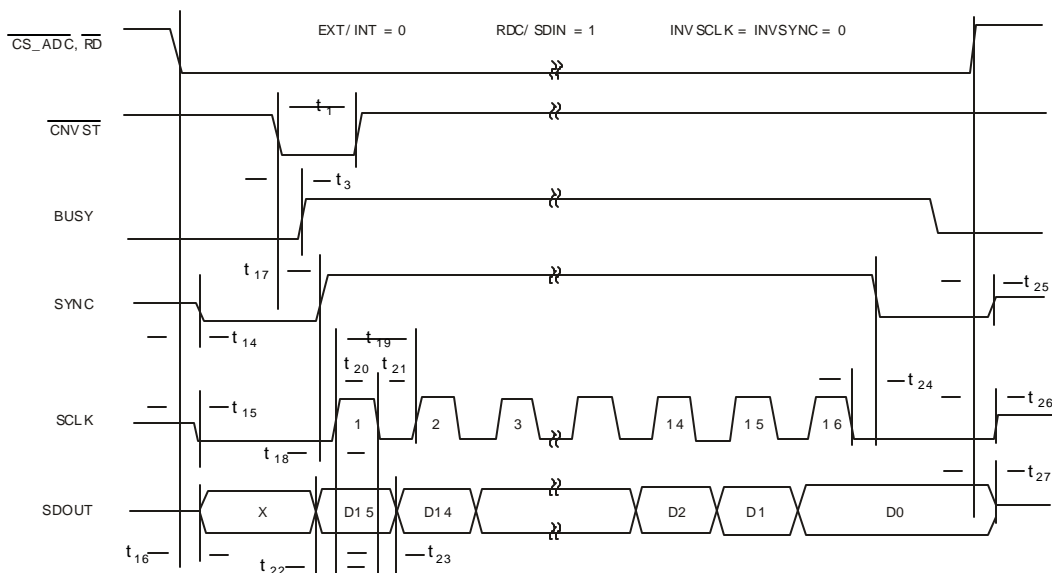 EXT/INT = 0 RDC/SDIN = 1 INVSCLK = INVSYNC = 0
CS_ADC, RD
t1
CNVST
t3
BUSY
t17
t25
SYNC
t14
t19
t20 t21
t24
t15
t26
SCLK
1 2 3 14 15 16
t18
t27
SDOUT
X D15 D14 D2 D1 D0
t16
t22
t23